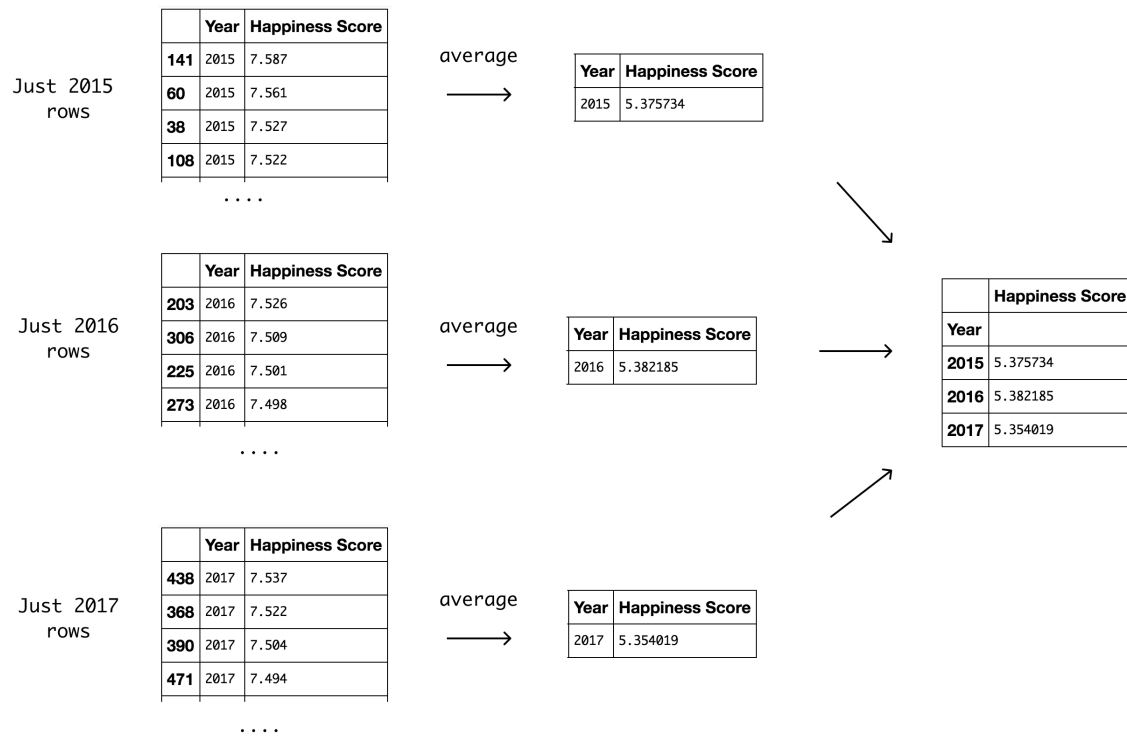 Year Happiness Score
141 2015 7.587
60 2015 7.561
38 2015 7.527
108 2015 7.522
....
Just 2015
rows
average
Year Happiness Score
2015 5.375734
Year Happiness Score
203 2016 7.526
306 2016 7.509
225 2016 7.501
273 2016 7.498
....
Just 2016
rows
average
Year Happiness Score
2016 5.382185
Happiness Score
Year
2015 5.375734
2016 5.382185
2017 5.354019
Year Happiness Score
438 2017 7.537
368 2017 7.522
390 2017 7.504
471 2017 7.494
....
Just 2017
rows
average
Year Happiness Score
2017 5.354019